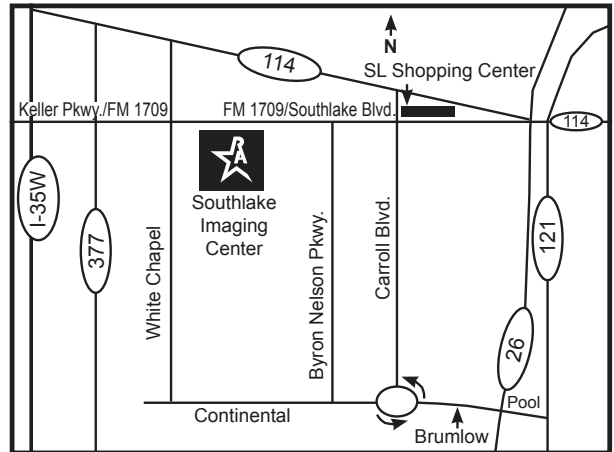 114
N
SL Shopping Center
Keller Pkwy./FM 1709
FM 1709/Southlake Blvd.
114
RA
Southlake
Imaging
Center
I-35W
377
White Chapel
Byron Nelson Pkwy.
Carroll Blvd.
121
26
Continental
Pool
Brumlow